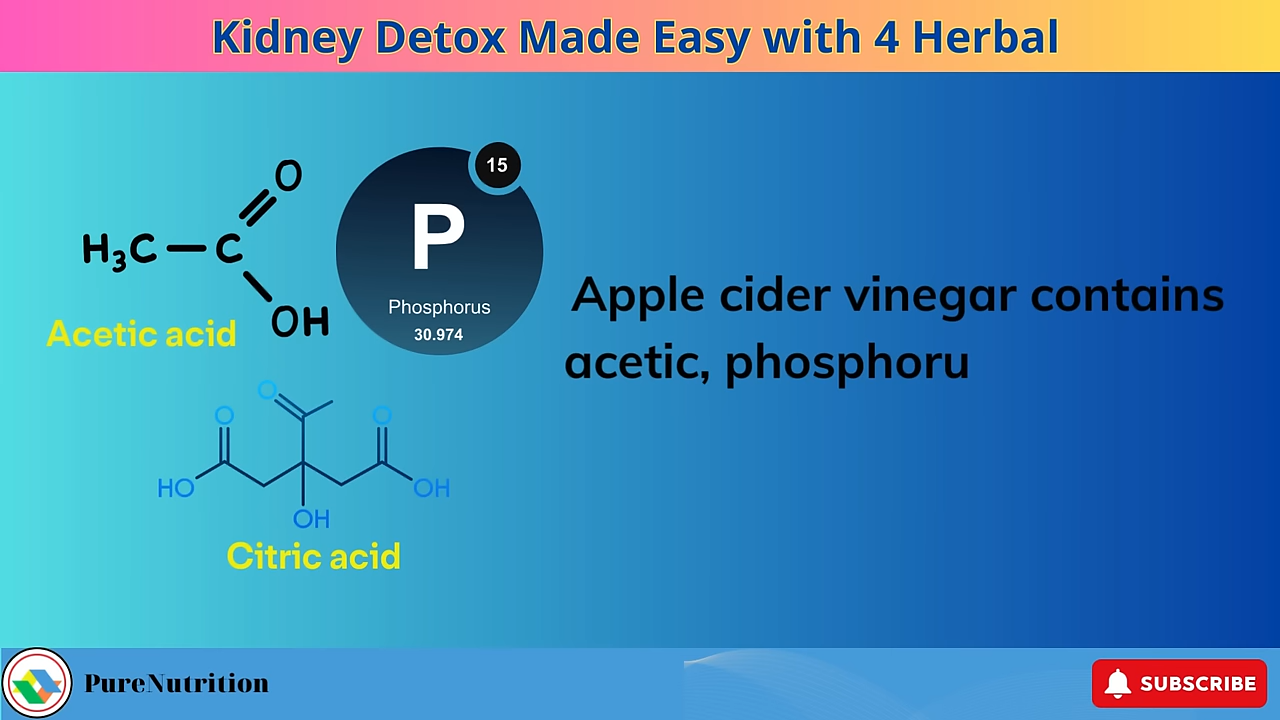 Kidney Detox Made Easy with 4 Herbal
15
P
Phosphorus
30.974
O
H₃C
C
OH
Acetic acid
Apple cider vinegar contains
acetic, phosphoru
O
O
O
HO
OH
OH
Citric acid
PureNutrition
SUBSCRIBE